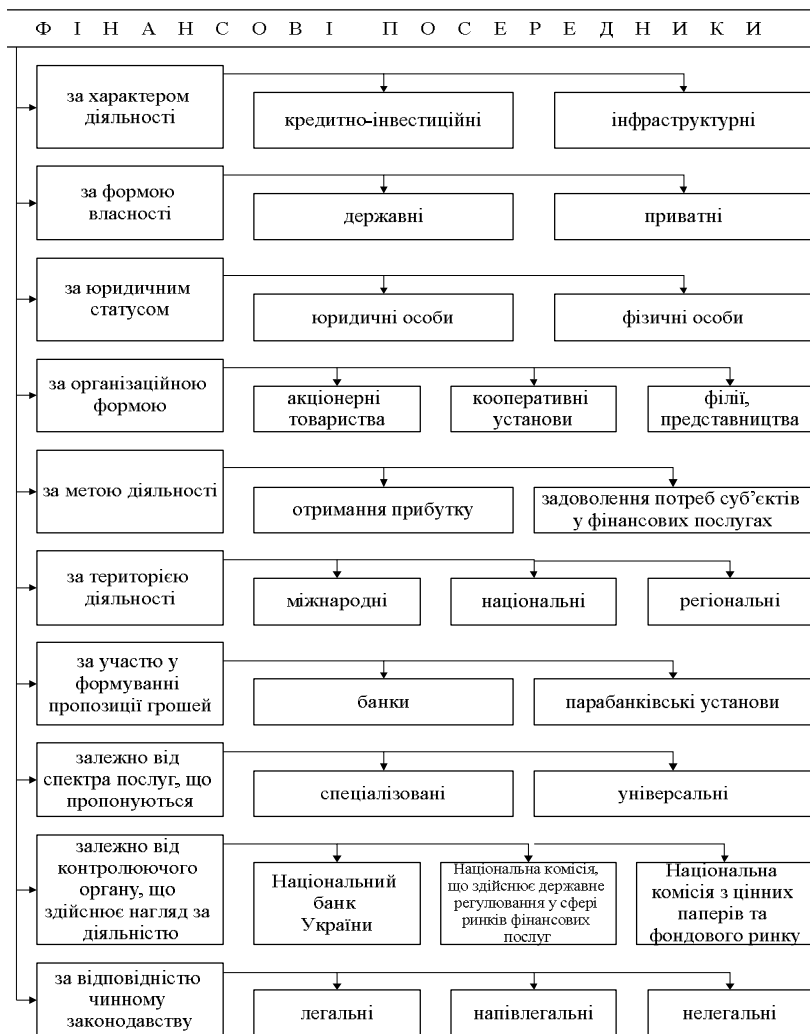 ФІНАНСОВІ ПОСЕРЕДНИКИ
за характером
діяльності
кредитно-інвестиційні
інфраструктурні
за формою
власності
державні
приватні
за юридичним
статусом
юридичні особи
фізичні особи
за організаційною
формою
акціонерні
товариства
кооперативні
установи
філії,
представництва
за метою діяльності
отримання прибутку
задоволення потреб суб’єктів
у фінансових послугах
за територією
діяльності
міжнародні
національні
регіональні
за участю у
формуванні
пропозиції грошей
банки
парабанківські установи
залежно від
спектра послуг, що
пропонуються
спеціалізовані
універсальні
залежно від
контролюючого
органу, що
здійснює нагляд за
діяльністю
Національний
банк
України
Національна комісія,
що здійснює державне
регулювання у сфері
ринків фінансових
послуг
Національна
комісія з цінних
паперів та
фондового ринку
за відповідністю
чинному
законодавству
легальні
напівлегальні
нелегальні